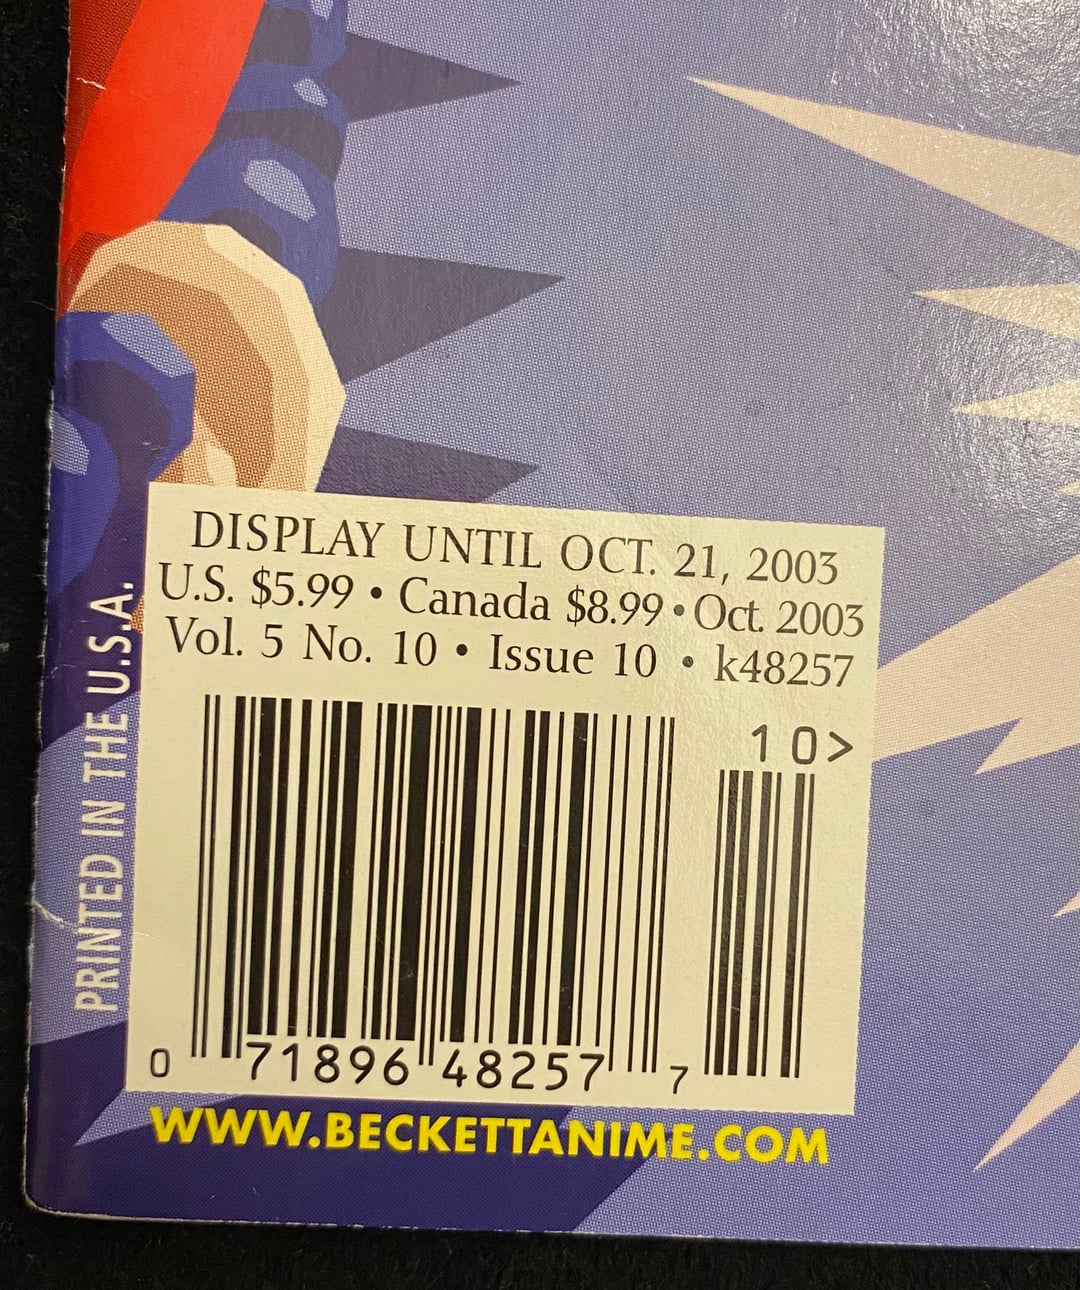 DISPLAY UNTIL OCT. 21, 2003
U.S. $5.99 • Canada $8.99 • Oct. 2003
Vol. 5 No. 10 • Issue 10 • k48257
10>
0 71896 48257 7
PRINTED IN THE U.S.A.
WWW.BECKETTANIME.COM